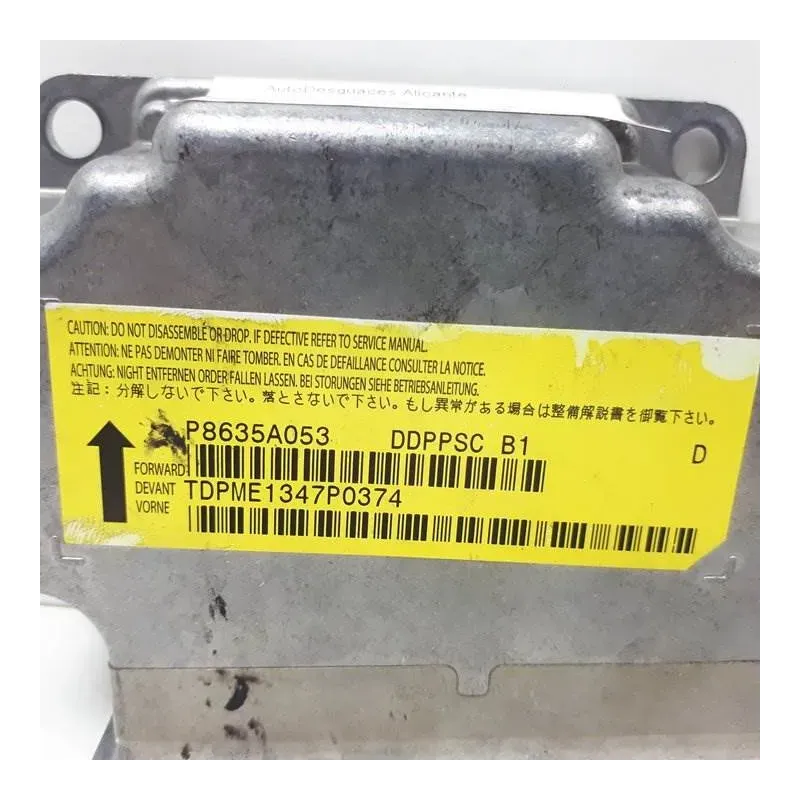 AutoDesguaces Alicante
CAUTION: DO NOT DISASSEMBLE OR DROP. IF DEFECTIVE REFER TO SERVICE MANUAL.
ATTENTION: NE PAS DEMONTER NI FAIRE TOMBER. EN CAS DE DEFAILLANCE CONSULTER LA NOTICE.
ACHTUNG: NIGHT ENTFERNEN ORDER FALLEN LASSEN. BEI STORUNGEN SIEHE BETRIEBSANLEITUNG.
注記: 分解しないで下さい。落とさないで下さい。もし異常がある場合は整備解説書を御覧下さい。
P8635A053 DDPPSC B1 D
FORWARD
DEVANT TDPME1347P0374
VORNE